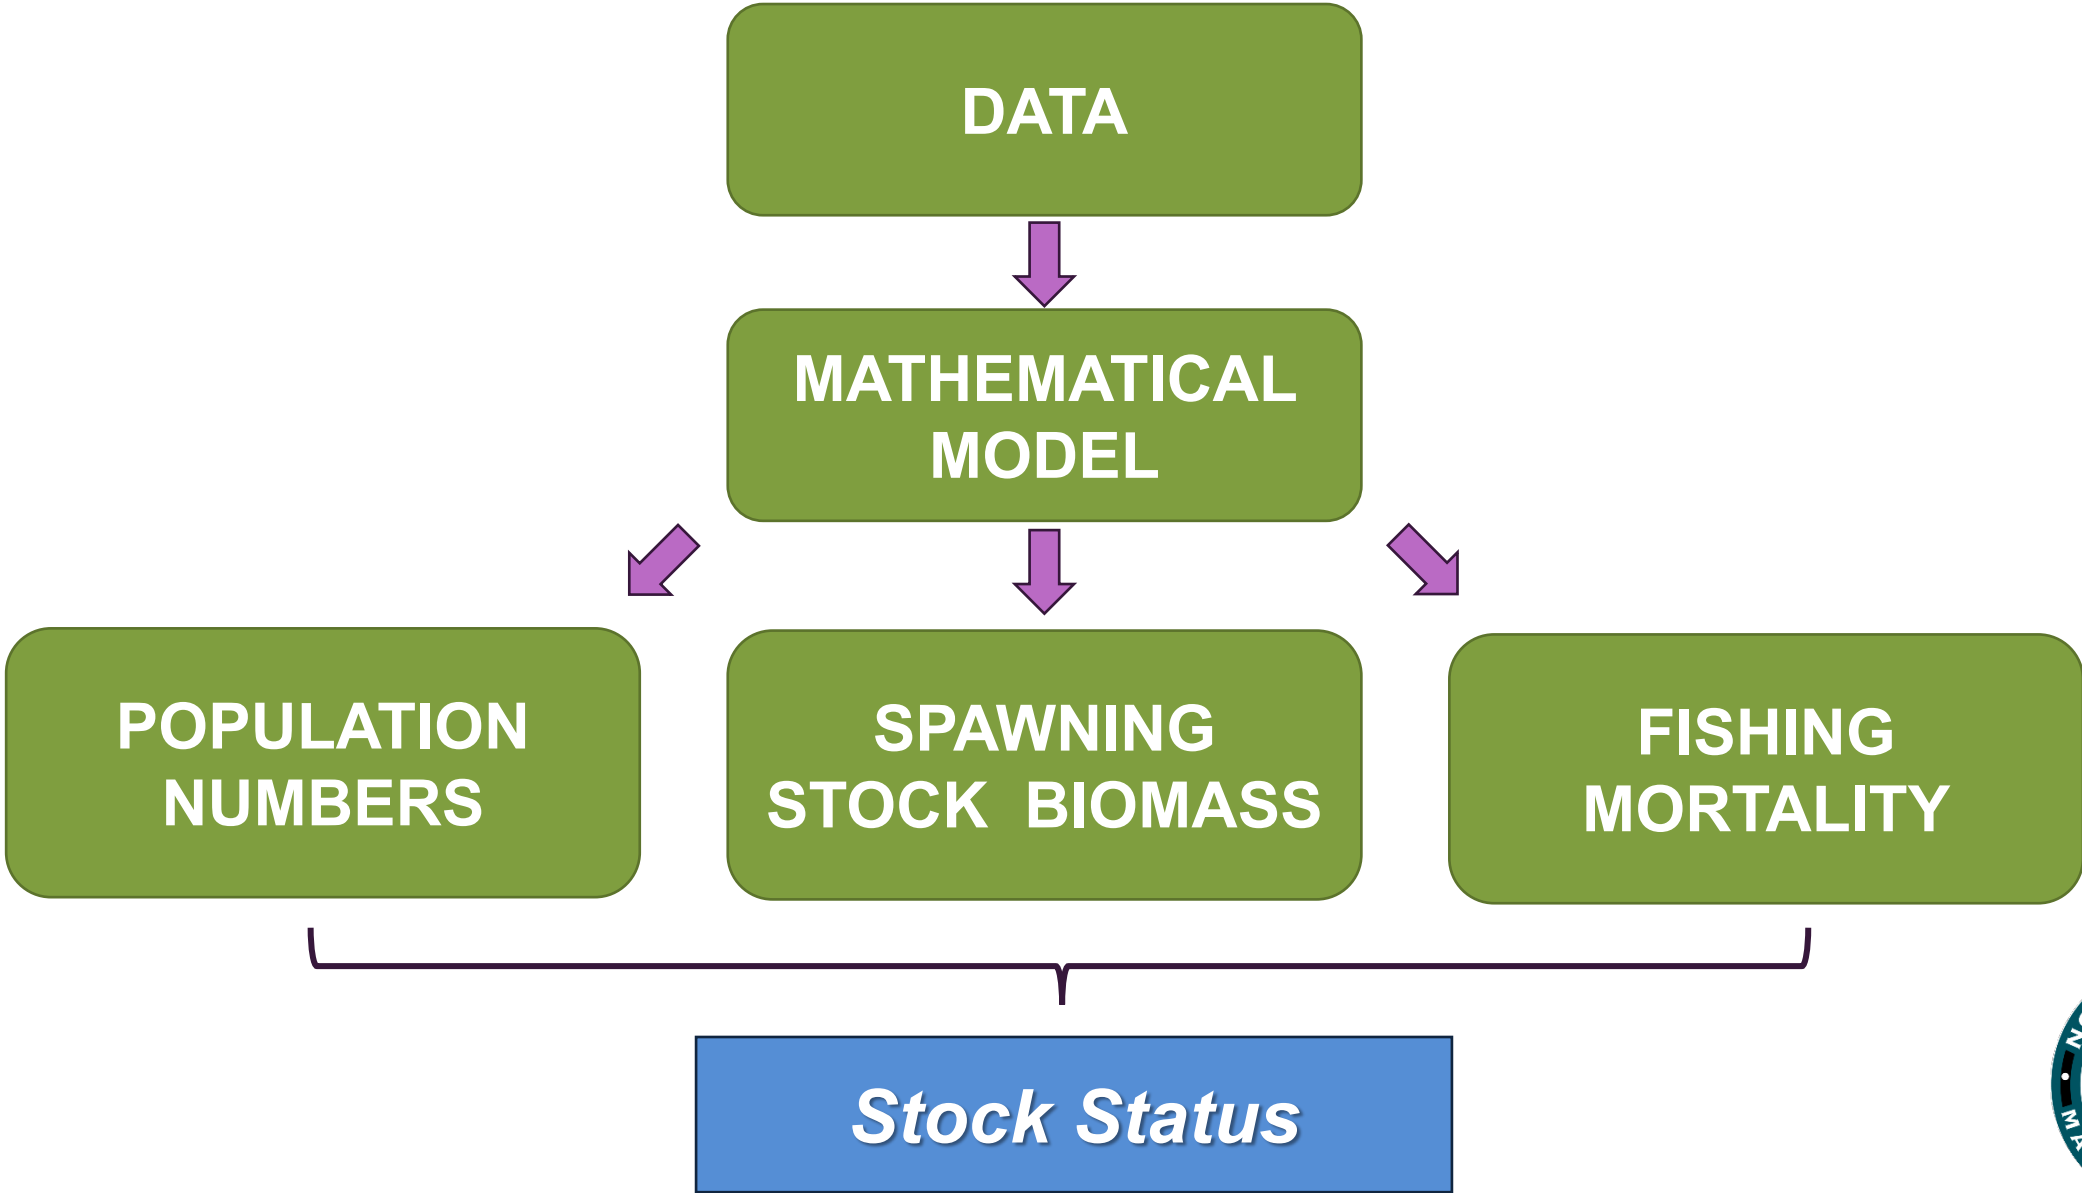 DATA
MATHEMATICAL
MODEL
POPULATION
NUMBERS
SPAWNING
STOCK BIOMASS
FISHING
MORTALITY
Stock Status